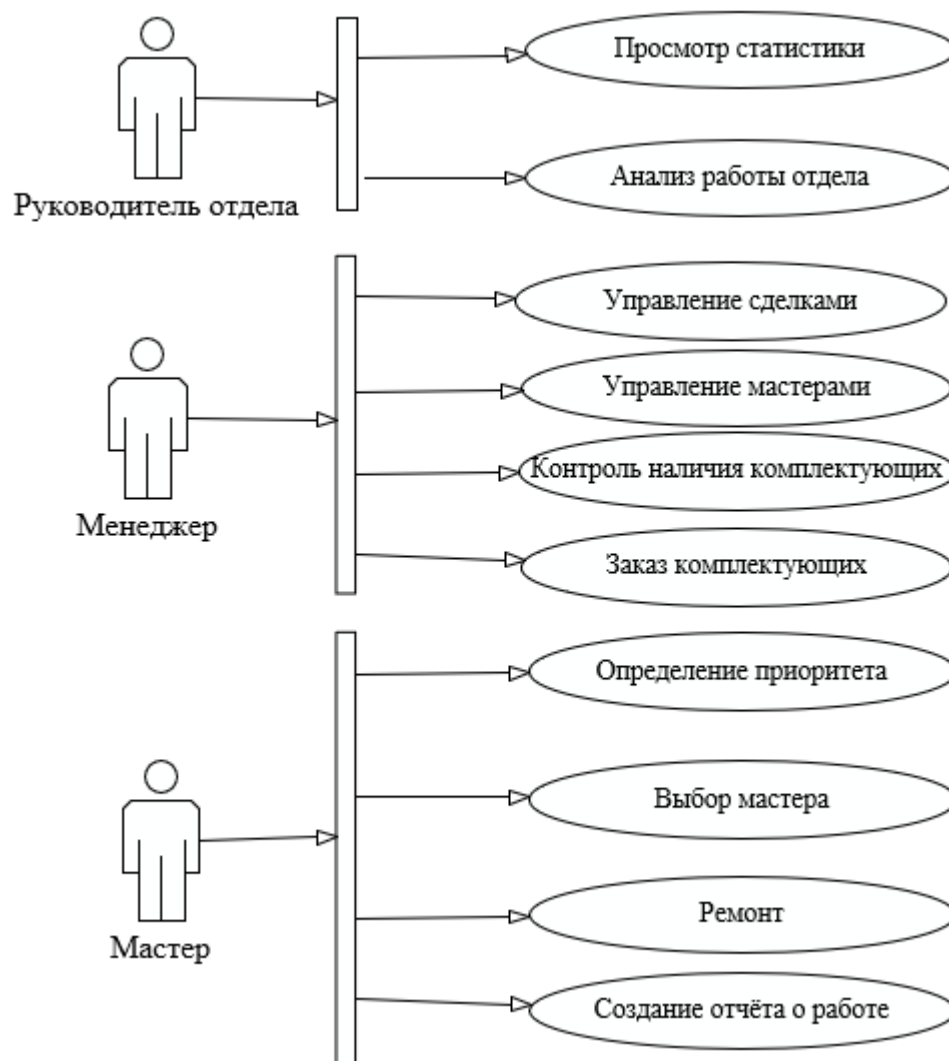 Просмотр статистики
Анализ работы отдела
Руководитель отдела
Управление сделками
Управление мастерами
Контроль наличия комплектующих
Менеджер
Заказ комплектующих
Определение приоритета
Выбор мастера
Ремонт
Мастер
Создание отчёта о работе